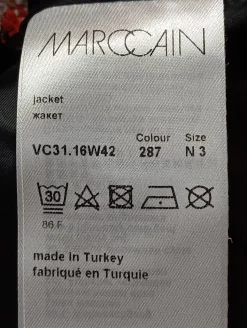 MARCCAIN
jacket
жакет
Colour Size
VC31.16W42 287 N 3
30
86 F
made in Turkey
fabriqué en Turquie